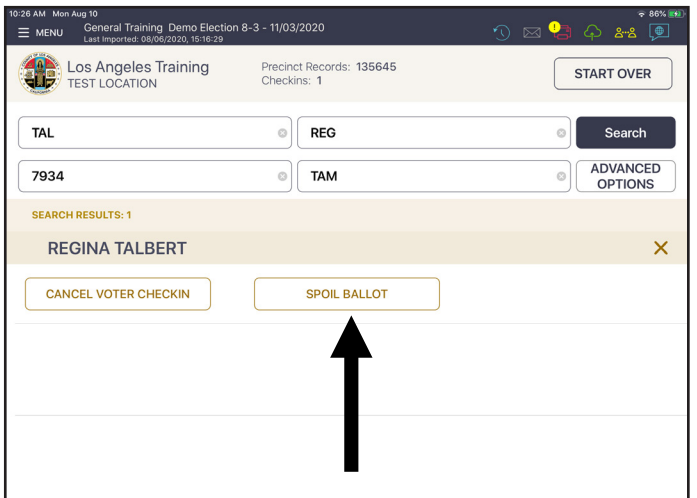 10:26 AM Mon Aug 10
86%
MENU
General Training Demo Election 8-3 - 11/03/2020
Last Imported: 08/06/2020, 15:16:29
!
Los Angeles Training
TEST LOCATION
Precinct Records: 135645
Checkins: 1
START OVER
TAL
REG
Search
7934
TAM
ADVANCED
OPTIONS
SEARCH RESULTS: 1
REGINA TALBERT
CANCEL VOTER CHECKIN
SPOIL BALLOT